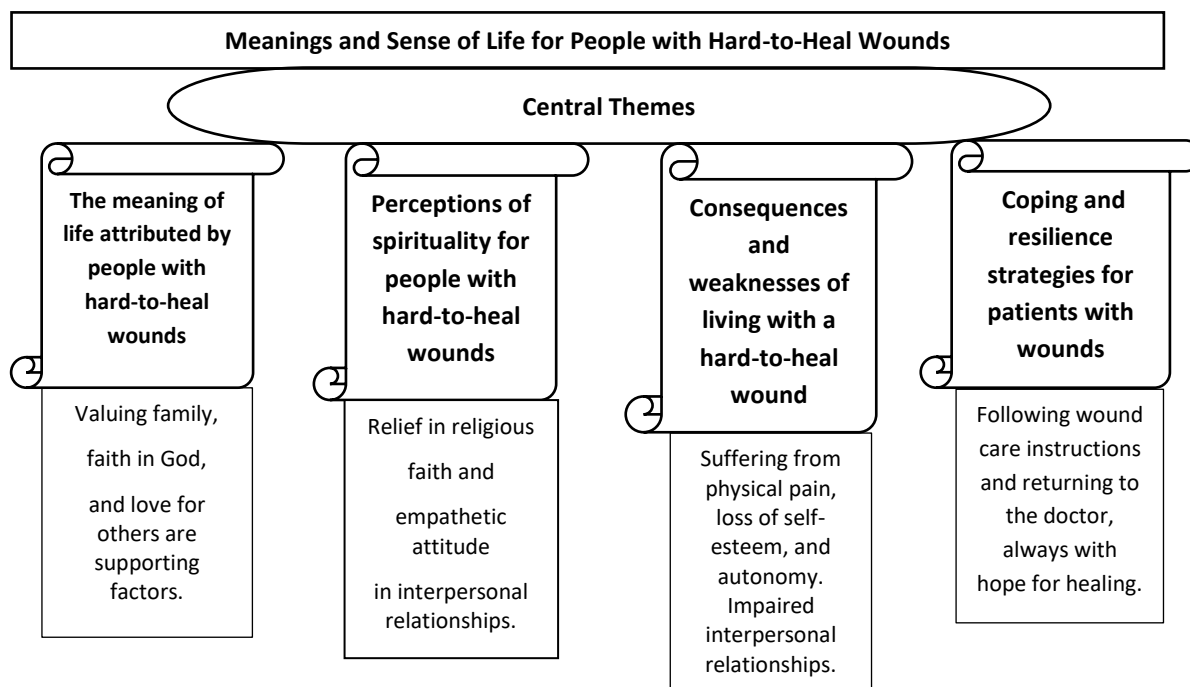 Meanings and Sense of Life for People with Hard-to-Heal Wounds
Central Themes
The meaning of
life attributed by
people with
hard-to-heal
wounds
Valuing family,
faith in God,
and love for
others are
supporting
factors.
Perceptions of
spirituality for
people with
hard-to-heal
wounds
Relief in religious
faith and
empathetic
attitude
in interpersonal
relationships.
Consequences
and
weaknesses of
living with a
hard-to-heal
wound
Suffering from
physical pain,
loss of self-
esteem, and
autonomy.
Impaired
interpersonal
relationships.
Coping and
resilience
strategies for
patients with
wounds
Following wound
care instructions
and returning to
the doctor,
always with
hope for healing.